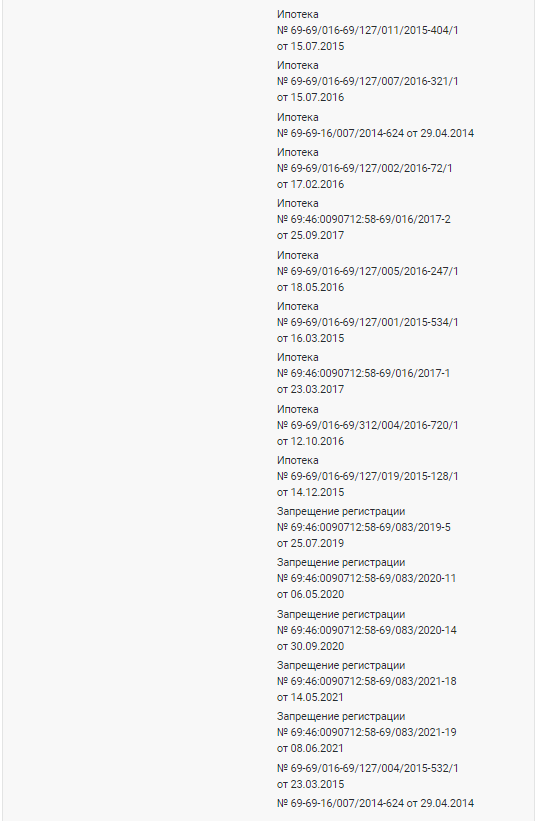 Ипотека
№ 69-69/016-69/127/011/2015-404/1
от 15.07.2015
Ипотека
№ 69-69/016-69/127/007/2016-321/1
от 15.07.2016
Ипотека
№ 69-69-16/007/2014-624 от 29.04.2014
Ипотека
№ 69-69/016-69/127/002/2016-72/1
от 17.02.2016
Ипотека
№ 69:46:0090712:58-69/016/2017-2
от 25.09.2017
Ипотека
№ 69-69/016-69/127/005/2016-247/1
от 18.05.2016
Ипотека
№ 69-69/016-69/127/001/2015-534/1
от 16.03.2015
Ипотека
№ 69:46:0090712:58-69/016/2017-1
от 23.03.2017
Ипотека
№ 69-69/016-69/312/004/2016-720/1
от 12.10.2016
Ипотека
№ 69-69/016-69/127/019/2015-128/1
от 14.12.2015
Запрещение регистрации
№ 69:46:0090712:58-69/083/2019-5
от 25.07.2019
Запрещение регистрации
№ 69:46:0090712:58-69/083/2020-11
от 06.05.2020
Запрещение регистрации
№ 69:46:0090712:58-69/083/2020-14
от 30.09.2020
Запрещение регистрации
№ 69:46:0090712:58-69/083/2021-18
от 14.05.2021
Запрещение регистрации
№ 69:46:0090712:58-69/083/2021-19
от 08.06.2021
№ 69-69/016-69/127/004/2015-532/1
от 23.03.2015
№ 69-69-16/007/2014-624 от 29.04.2014